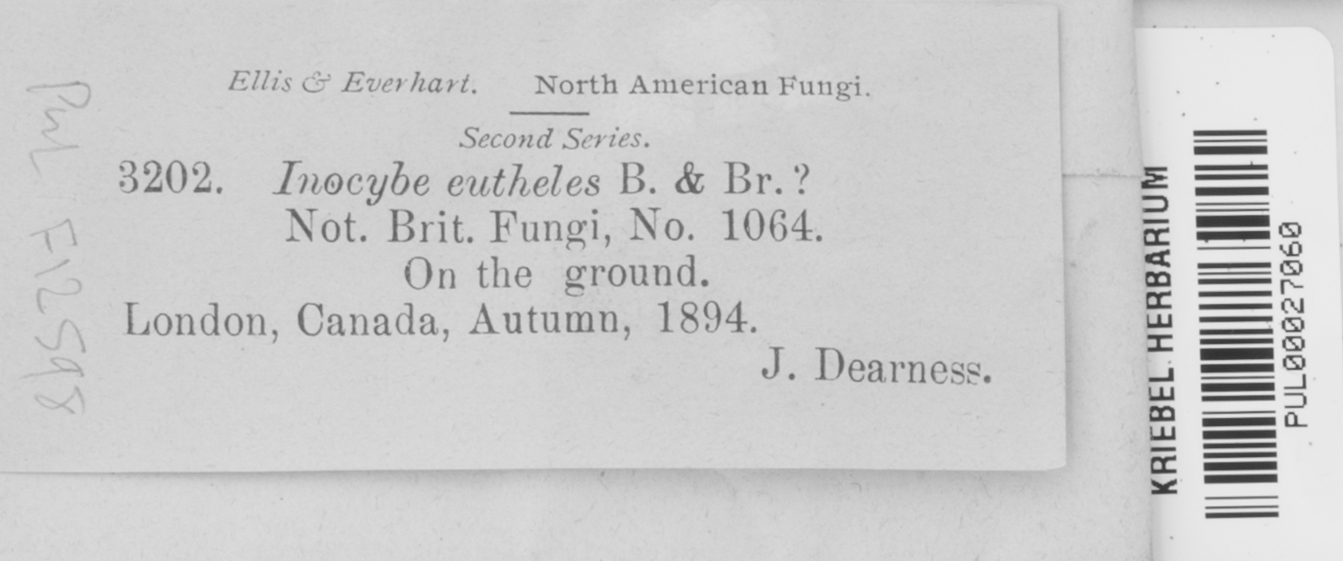 Ellis & Everhart. North American Fungi.
Second Series.
3202. Inocybe eutheles B. & Br. ?
Not. Brit. Fungi, No. 1064.
On the ground.
London, Canada, Autumn, 1894.
J. Dearness.
PUL F12598
KRIEBEL HERBARIUM
PUL00027060